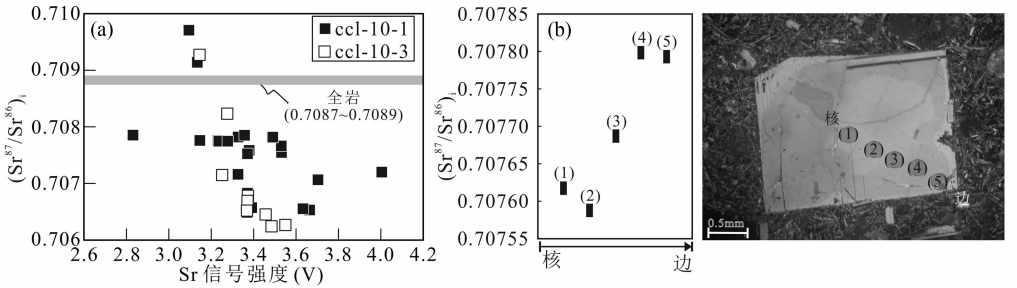 (a)
ccl-10-1
ccl-10-3
全岩
(0.7087~0.7089)
0.710
0.709
0.708
0.707
0.706
(Sr⁸⁷/Sr⁸⁶)ᵢ
2.6 2.8 3.0 3.2 3.4 3.6 3.8 4.0 4.2
Sr信号强度(V)
(b)
0.70785
0.70780
0.70775
0.70770
0.70765
0.70760
0.70755
(Sr⁸⁷/Sr⁸⁶)ᵢ
(1)
(2)
(3)
(4)
(5)
核 边
核
(1)
(2)
(3)
(4)
(5)
边
0.5mm